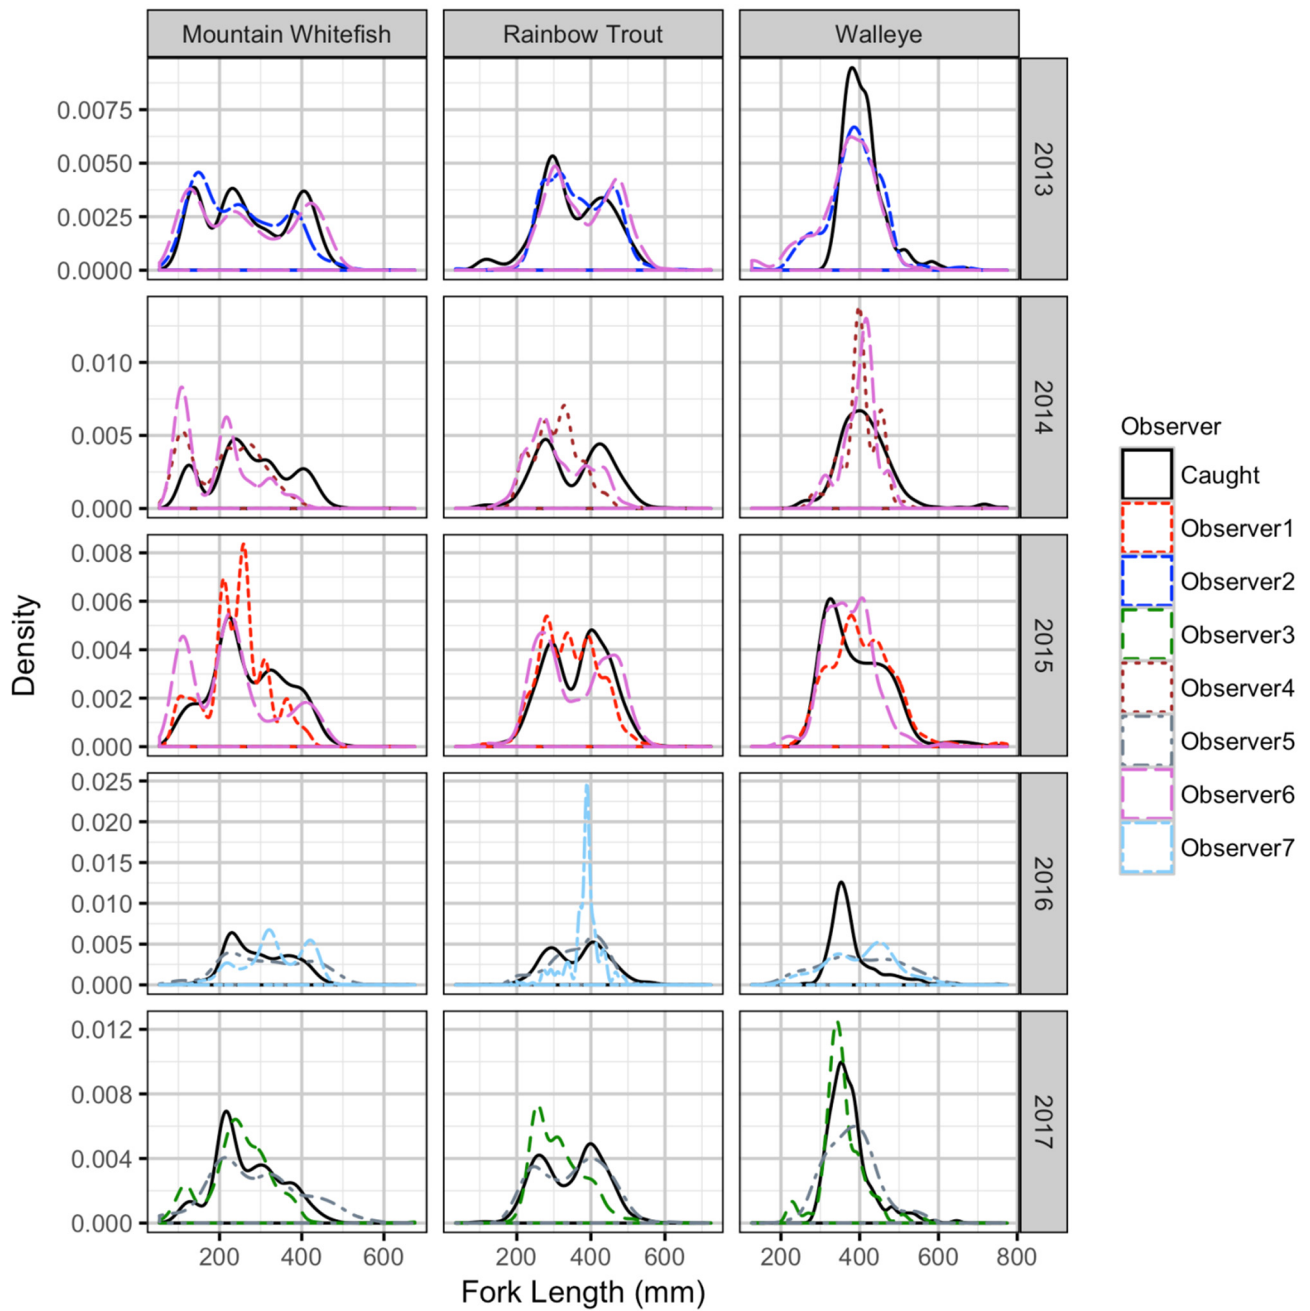 Mountain Whitefish Rainbow Trout Walleye
0.0075
0.0050
0.0025
0.0000
2013
0.010
0.005
0.000
2014
0.008
0.006
0.004
0.002
0.000
2015
0.025
0.020
0.015
0.010
0.005
0.000
2016
0.012
0.008
0.004
0.000
2017
200 400 600 200 400 600 200 400 600 800
Fork Length (mm)
Density
Observer
Caught
Observer1
Observer2
Observer3
Observer4
Observer5
Observer6
Observer7